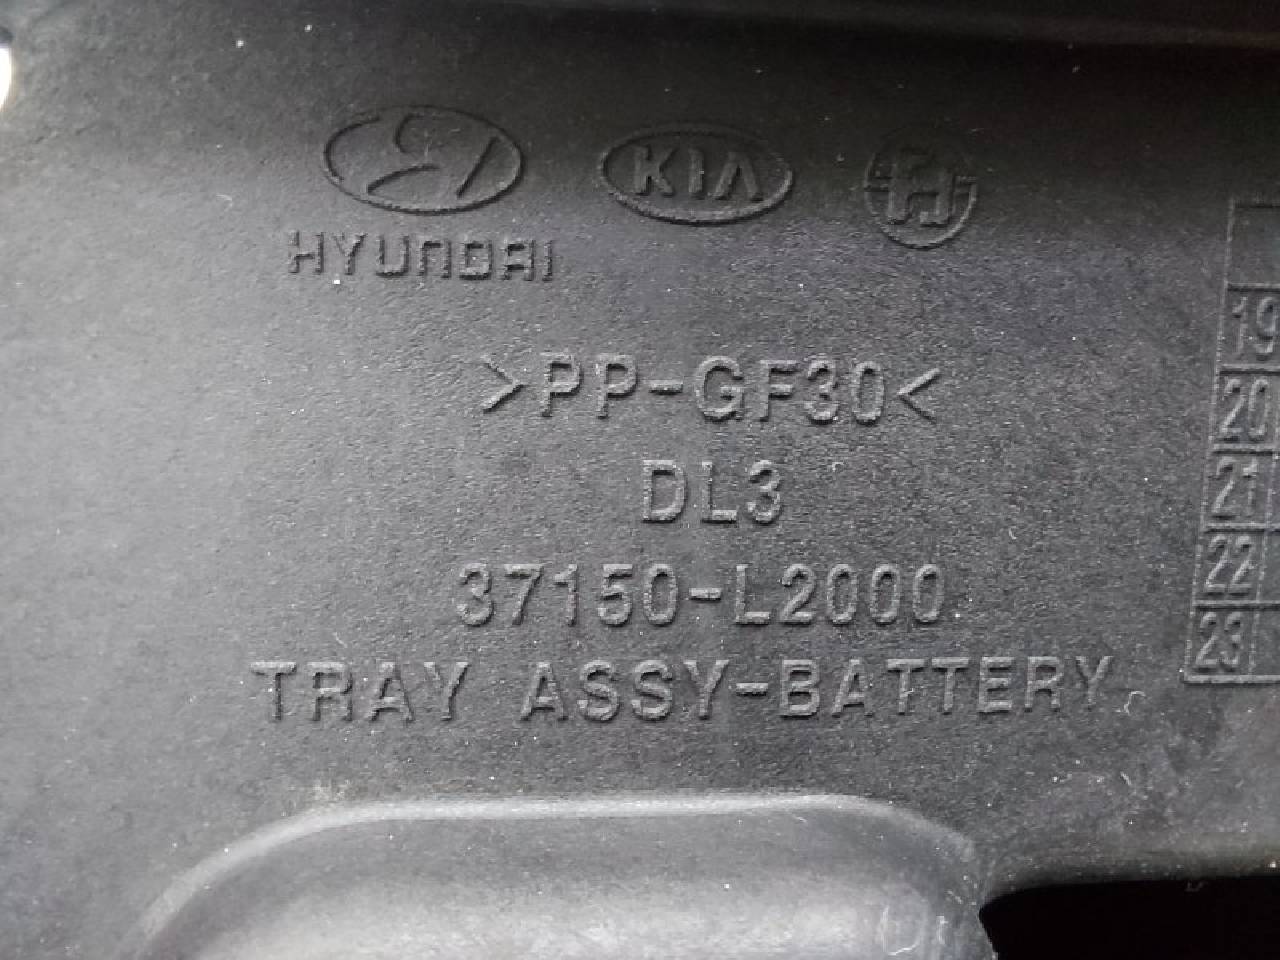 HYUNDAI
KIA
>PP-GF30<
DL3
37150-L2000
TRAY ASSY-BATTERY
19
20
21
22
23